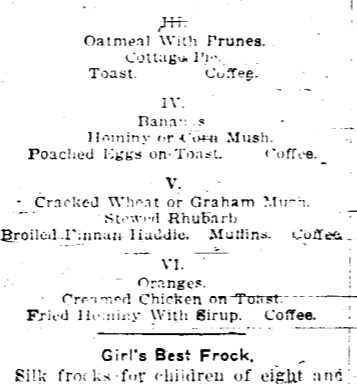 III.
Oatmeal With Prunes.
Cottage Pie.
Toast. Coffee.
IV.
Bananas
Hominy or Corn Mush.
Poached Eggs on Toast. Coffee.
V.
Cracked Wheat or Graham Mush.
Stewed Rhubarb
Broiled Finnan Haddie. Muffins. Coffee.
VI.
Oranges.
Creamed Chicken on Toast.
Fried Hominy With Sirup. Coffee.
Girl's Best Frock.
Silk frocks for children of eight and